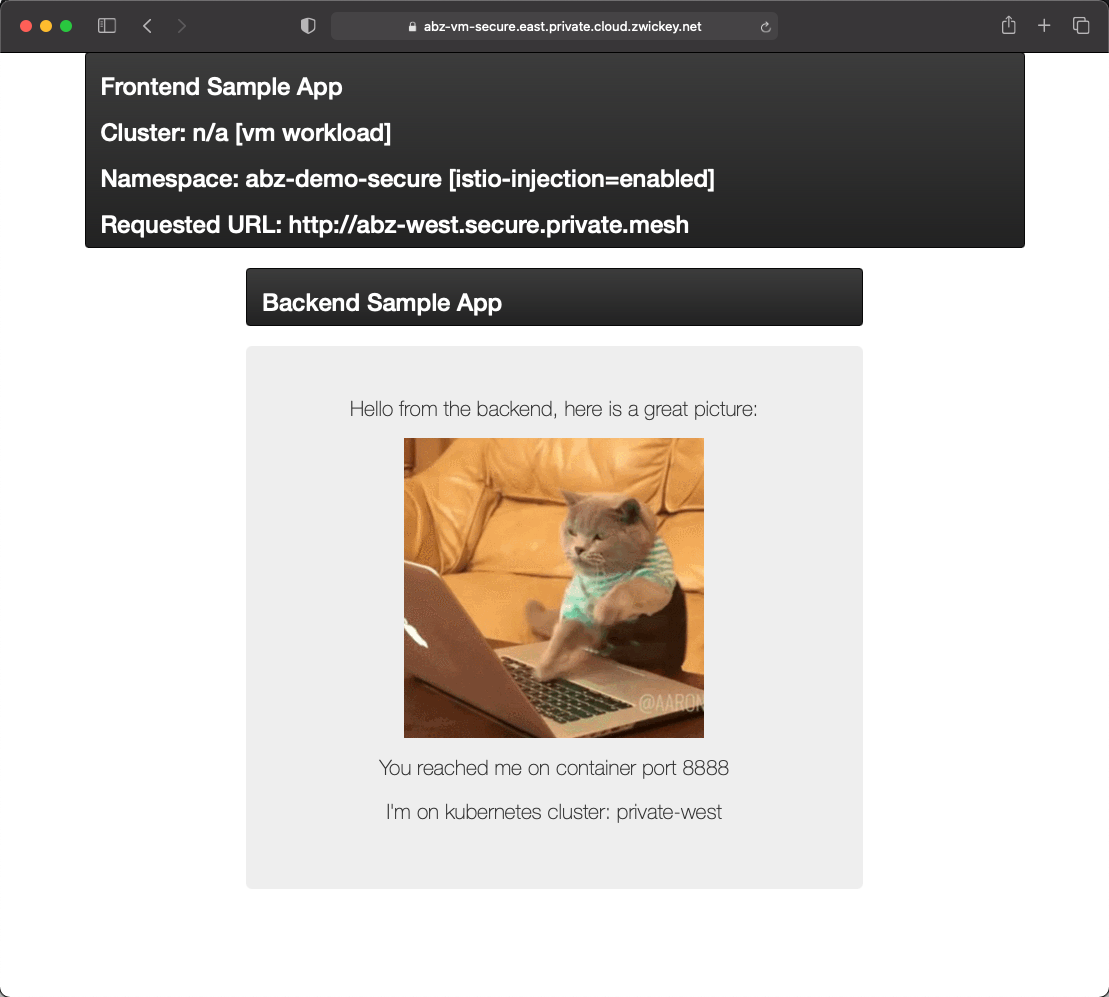 abz-vm-secure.east.private.cloud.zwickey.net
Frontend Sample App
Cluster: n/a [vm workload]
Namespace: abz-demo-secure [istio-injection=enabled]
Requested URL: http://abz-west.secure.private.mesh
Backend Sample App
Hello from the backend, here is a great picture:
@AARON
You reached me on container port 8888
I'm on kubernetes cluster: private-west